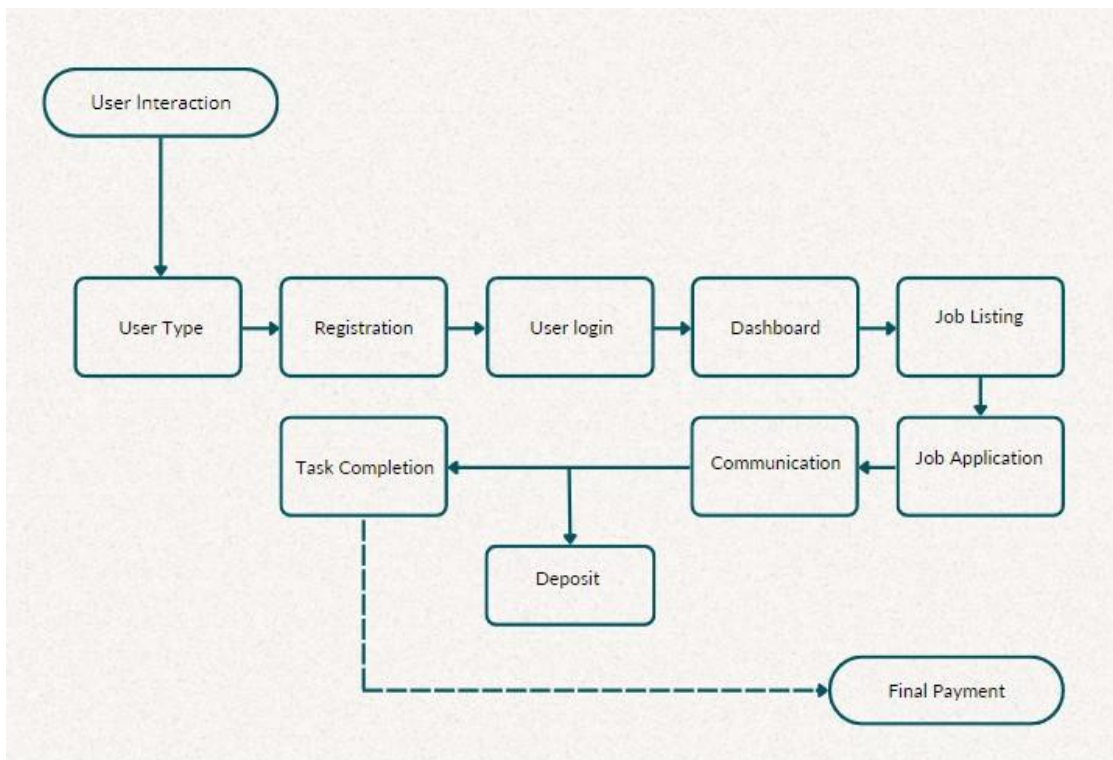 User Interaction
User Type
Registration
User login
Dashboard
Job Listing
Job Application
Communication
Task Completion
Deposit
Final Payment